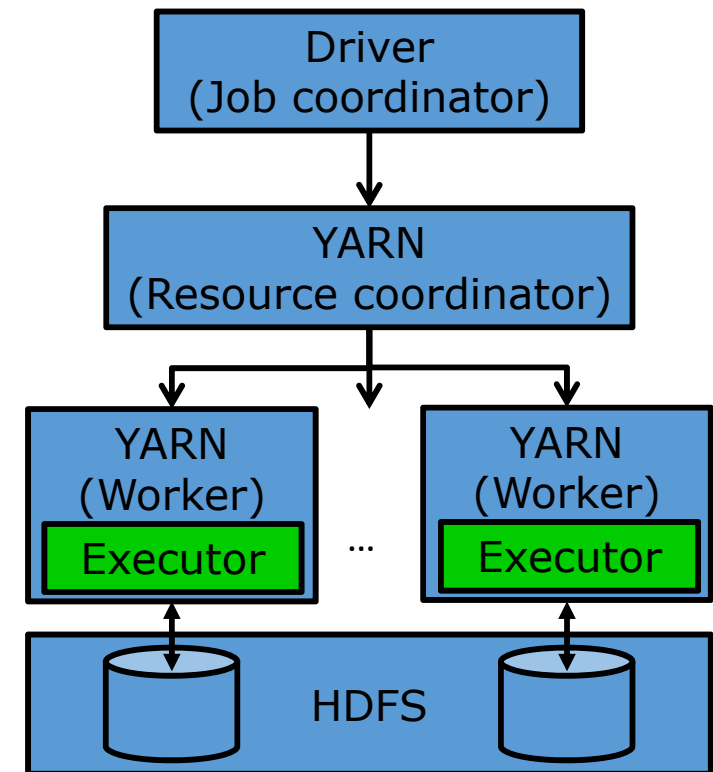 Driver
(Job coordinator)
YARN
(Resource coordinator)
YARN
(Worker)
Executor
...
YARN
(Worker)
Executor
HDFS